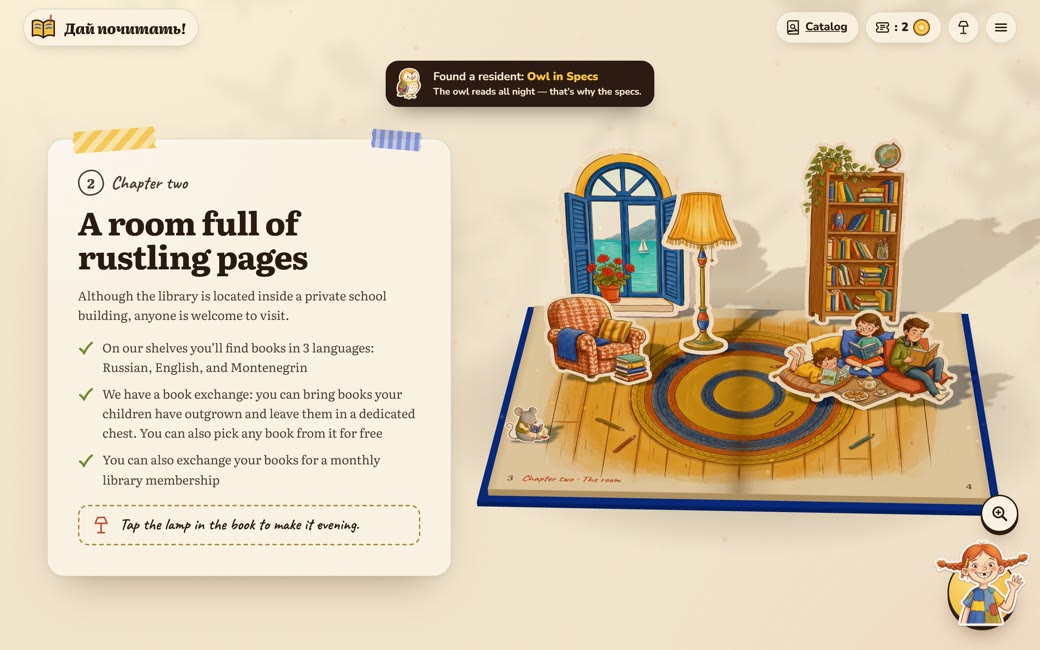 Дай почитать!
Catalog
: 2
Found a resident: Owl in Specs
The owl reads all night — that's why the specs.
2 Chapter two
A room full of
rustling pages
Although the library is located inside a private school
building, anyone is welcome to visit.
On our shelves you'll find books in 3 languages:
Russian, English, and Montenegrin
We have a book exchange: you can bring books your
children have outgrown and leave them in a dedicated
chest. You can also pick any book from it for free
You can also exchange your books for a monthly
library membership
Tap the lamp in the book to make it evening.
3 Chapter two · The room
4